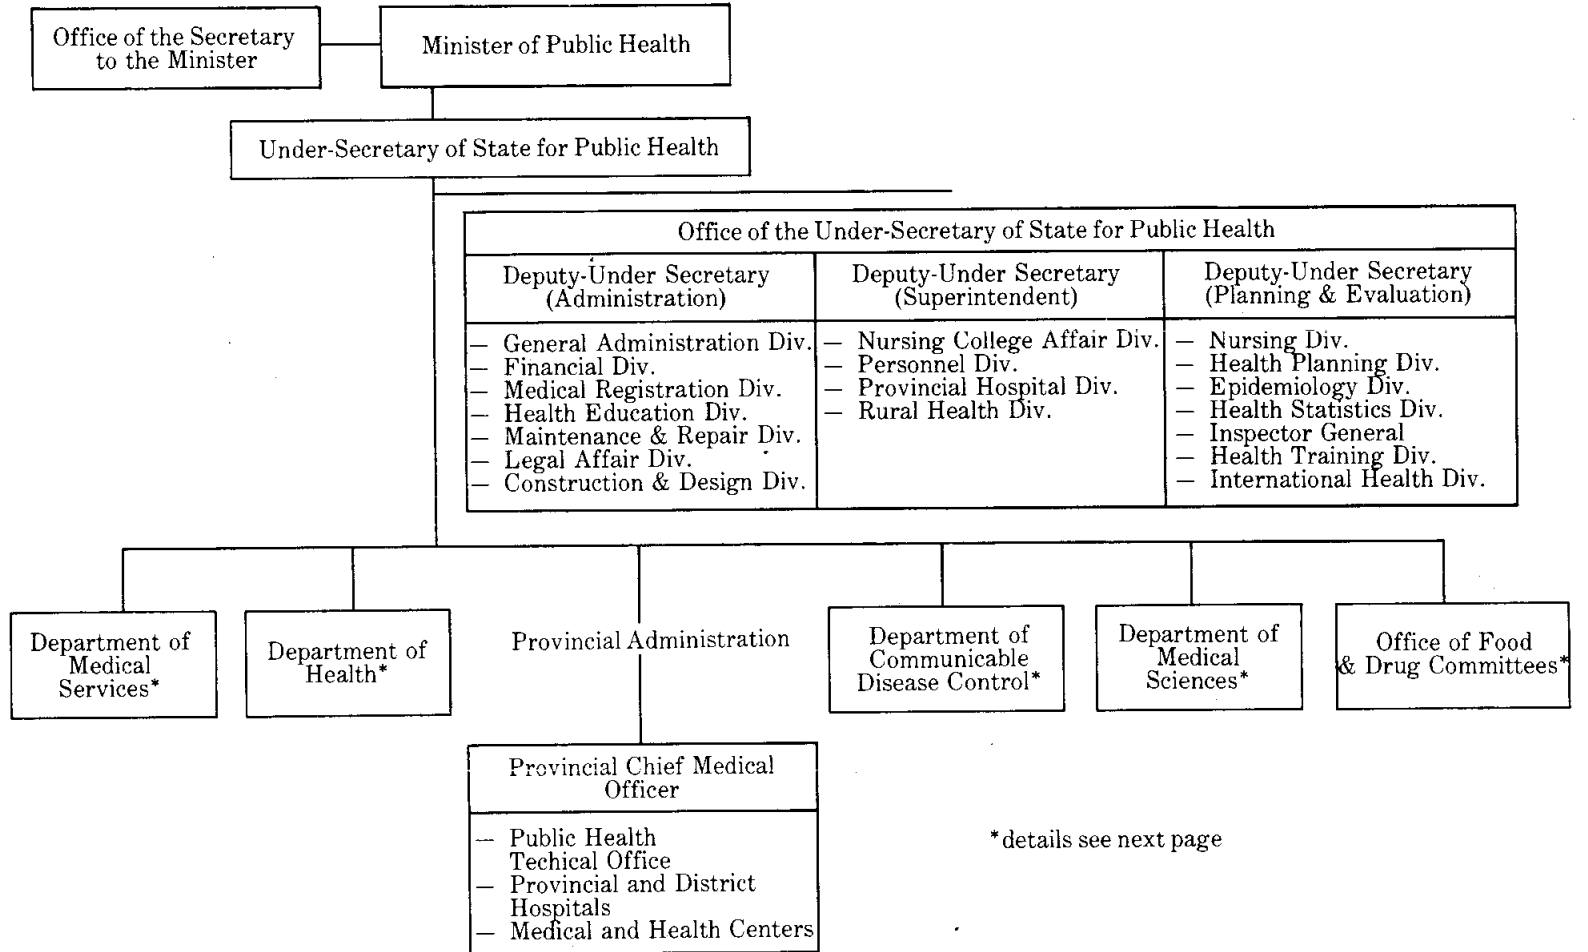 Office of the Secretary
to the Minister
Minister of Public Health
Under-Secretary of State for Public Health
Office of the Under-Secretary of State for Public Health
Deputy-Under Secretary
(Administration)
Deputy-Under Secretary
(Superintendent)
Deputy-Under Secretary
(Planning & Evaluation)
— General Administration Div.
— Financial Div.
— Medical Registration Div.
— Health Education Div.
— Maintenance & Repair Div.
— Legal Affair Div.
— Construction & Design Div.
— Nursing College Affair Div.
— Personnel Div.
— Provincial Hospital Div.
— Rural Health Div.
— Nursing Div.
— Health Planning Div.
— Epidemiology Div.
— Health Statistics Div.
— Inspector General
— Health Training Div.
— International Health Div.
Department of
Medical
Services*
Department of
Health*
Provincial Administration
Department of
Communicable
Disease Control*
Department of
Medical
Sciences*
Office of Food
& Drug Committees*
Provincial Chief Medical
Officer
— Public Health
Techical Office
— Provincial and District
Hospitals
— Medical and Health Centers
*details see next page